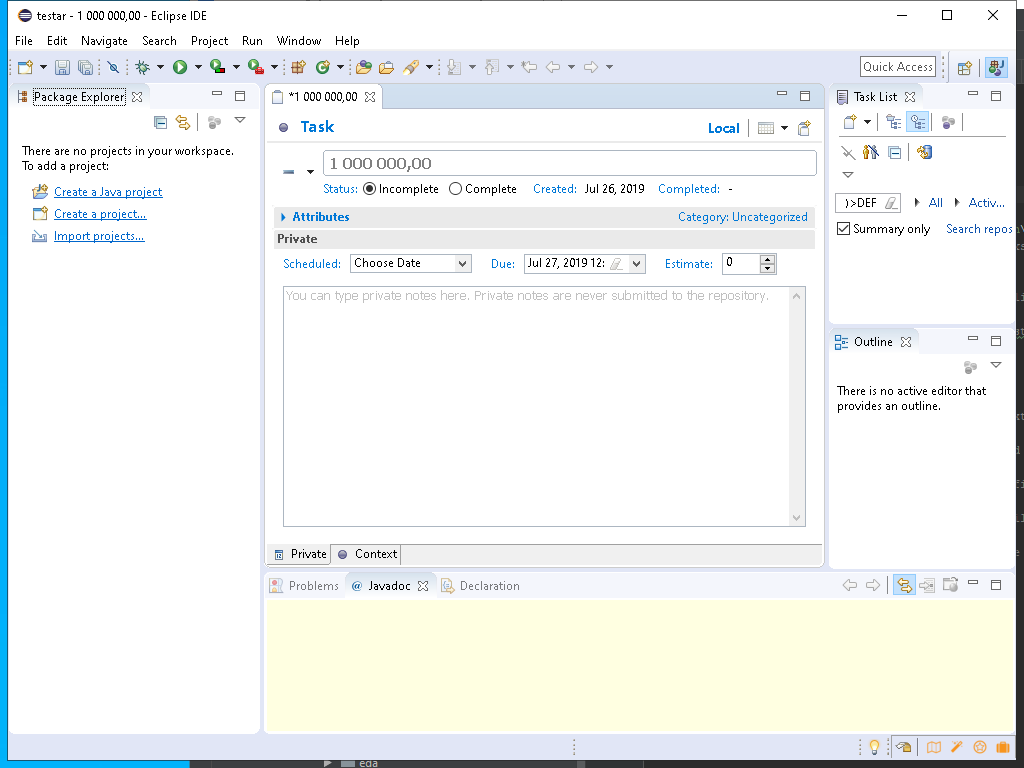 testar - 1 000 000,00 - Eclipse IDE
File Edit Navigate Search Project Run Window Help
Quick Access
Package Explorer
There are no projects in your workspace.
To add a project:
Create a Java project
Create a project...
Import projects...
*1 000 000,00
Task
Local
1 000 000,00
Status: Incomplete Complete Created: Jul 26, 2019 Completed: -
Attributes
Category: Uncategorized
Private
Scheduled: Choose Date Due: Jul 27, 2019 12: Estimate: 0
You can type private notes here. Private notes are never submitted to the repository.
Private Context
Task List
)>DEF All Activ...
Summary only Search repos
Outline
There is no active editor that
provides an outline.
Problems @ Javadoc Declaration
eda